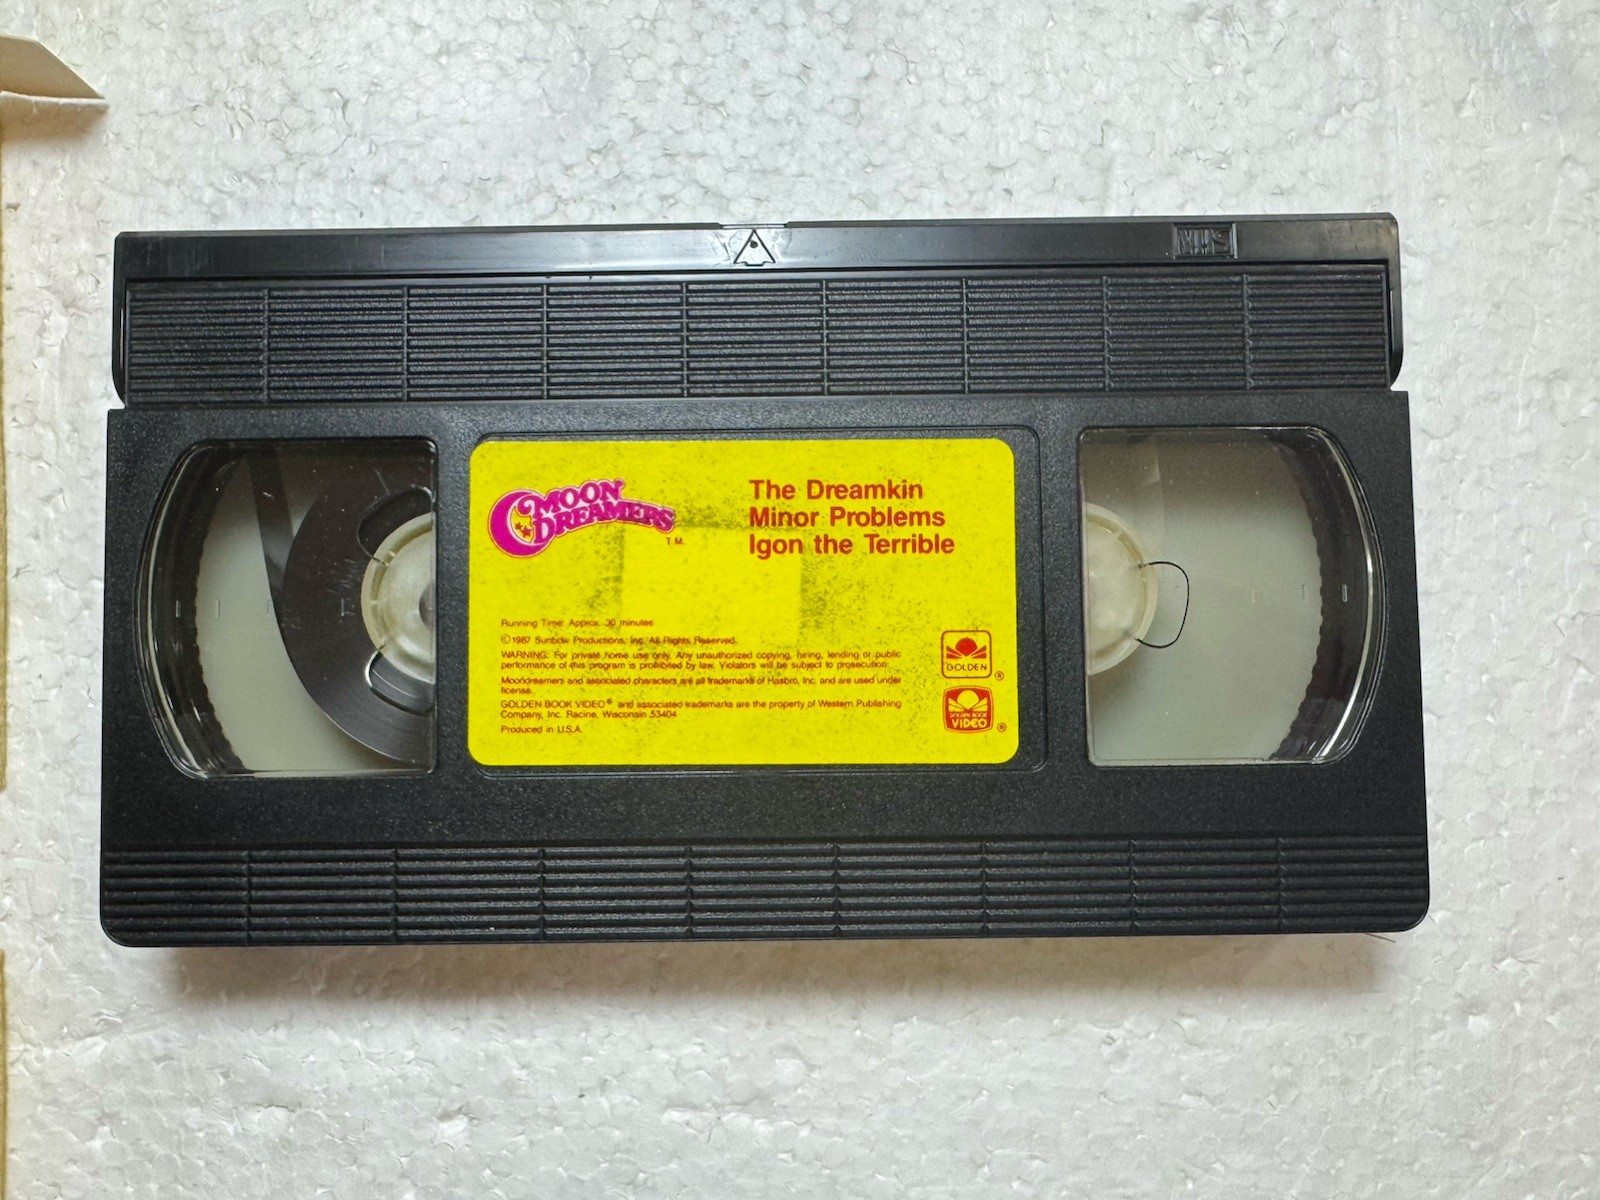 MOON
DREAMERS
T.M.
The Dreamkin
Minor Problems
Igon the Terrible
Running Time: Approx. 30 minutes
©1987 Sunbow Productions, Inc. All Rights Reserved.
WARNING: For private home use only. Any unauthorized copying, hiring, lending or public
performance of this program is prohibited by law. Violators will be subject to prosecution.
Moondreamers and associated characters are all trademarks of Hasbro, Inc. and are used under
license.
GOLDEN BOOK VIDEO® and associated trademarks are the property of Western Publishing
Company, Inc. Racine, Wisconsin 53404
Produced in U.S.A.
GOLDEN
®
GOLDEN BOOK
VIDEO
®